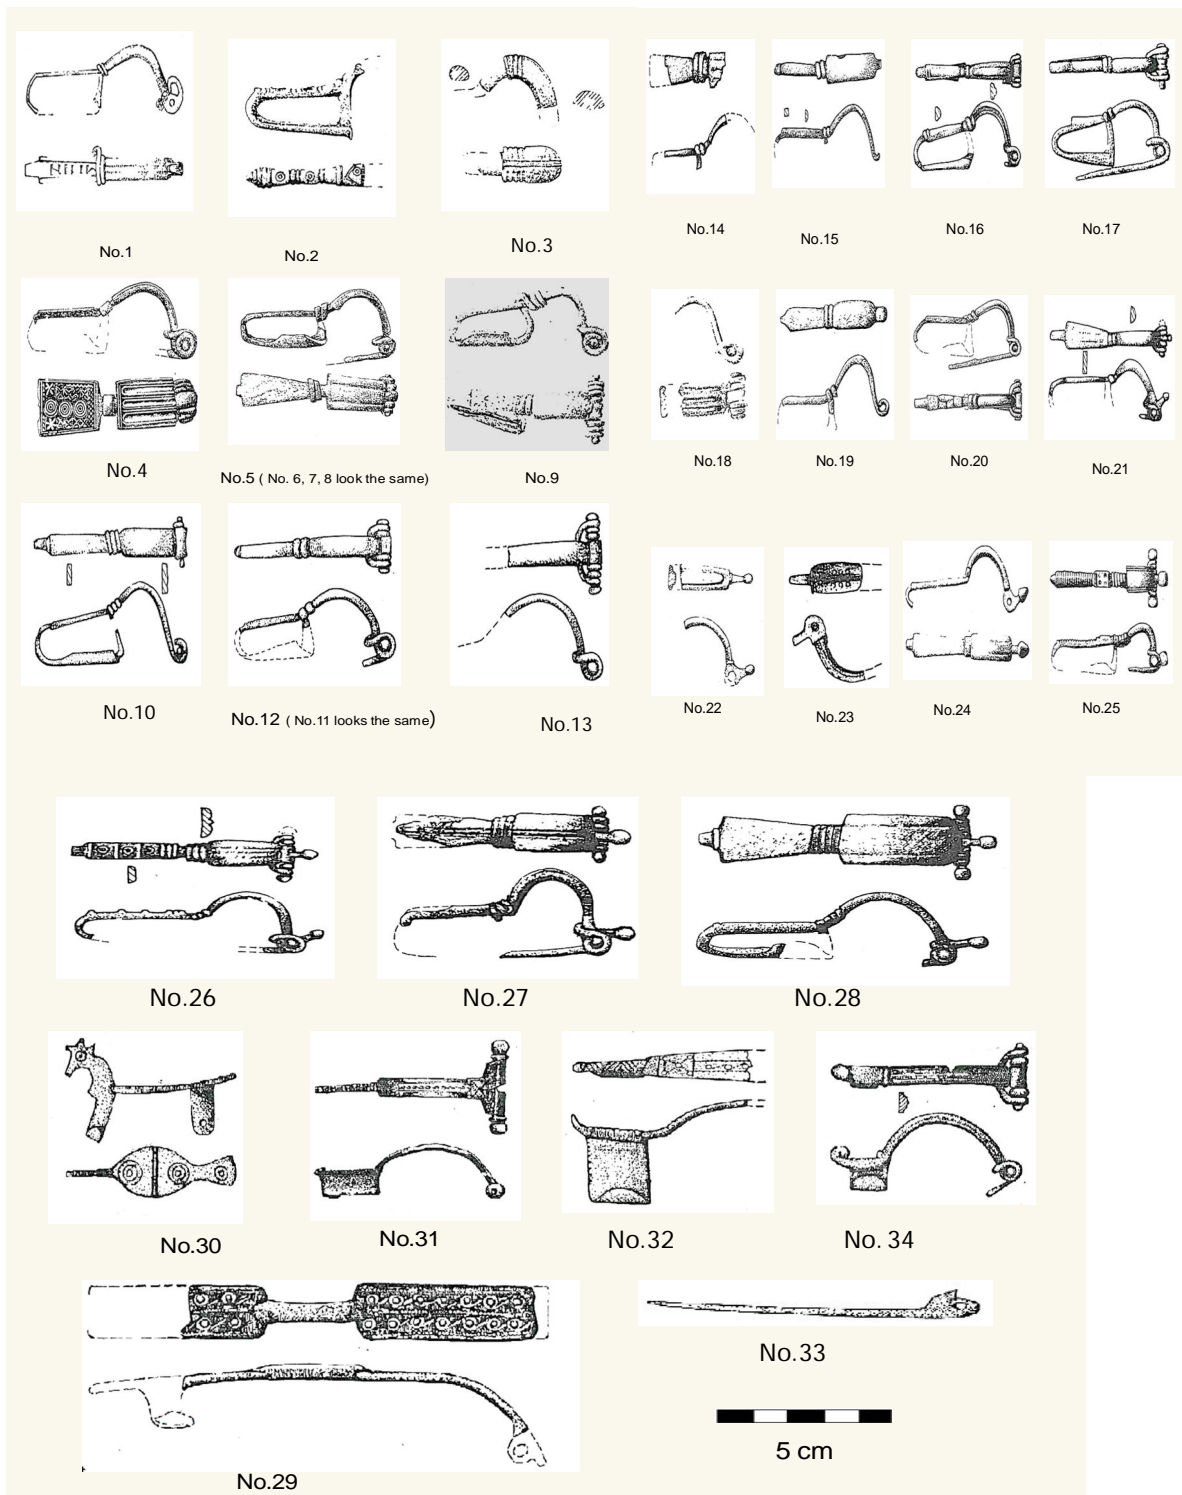 No.1
No.2
No.3
No.14
No.15
No.16
No.17
No.4
No.5 ( No. 6, 7, 8 look the same)
No.9
No.18
No.19
No.20
No.21
No.10
No.12 ( No.11 looks the same)
No.13
No.22
No.23
No.24
No.25
No.26
No.27
No.28
No.30
No.31
No.32
No. 34
No.29
No.33
5 cm